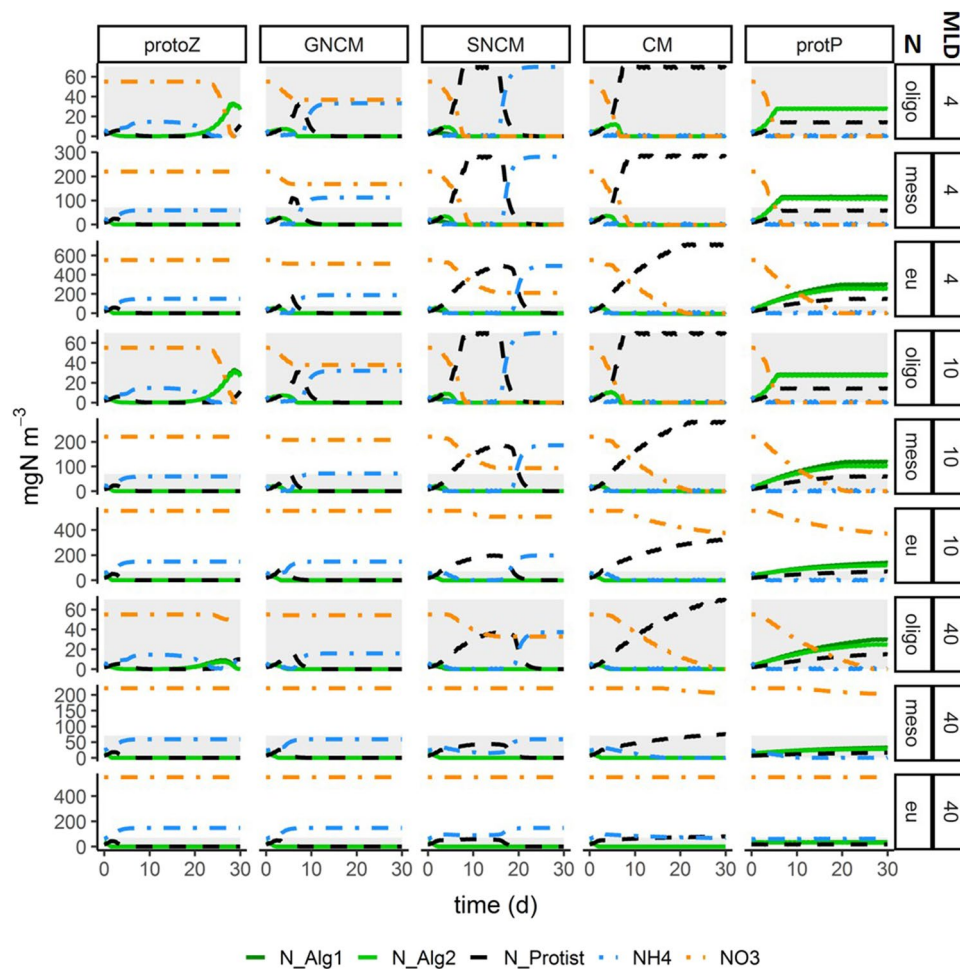 protoZ GNCM SNCM CM protP N MLD
60
40
20
0
oligo 4
300
200
100
0
meso 4
600
400
200
0
eu 4
60
40
20
0
oligo 10
200
100
0
meso 10
400
200
0
eu 10
60
40
20
0
oligo 40
200
150
100
50
0
meso 40
400
200
0
eu 40
mgN m⁻³
0 10 20 30 0 10 20 30 0 10 20 30 0 10 20 30 0 10 20 30
time (d)
N_Alg1 N_Alg2 N_Protist NH4 NO3